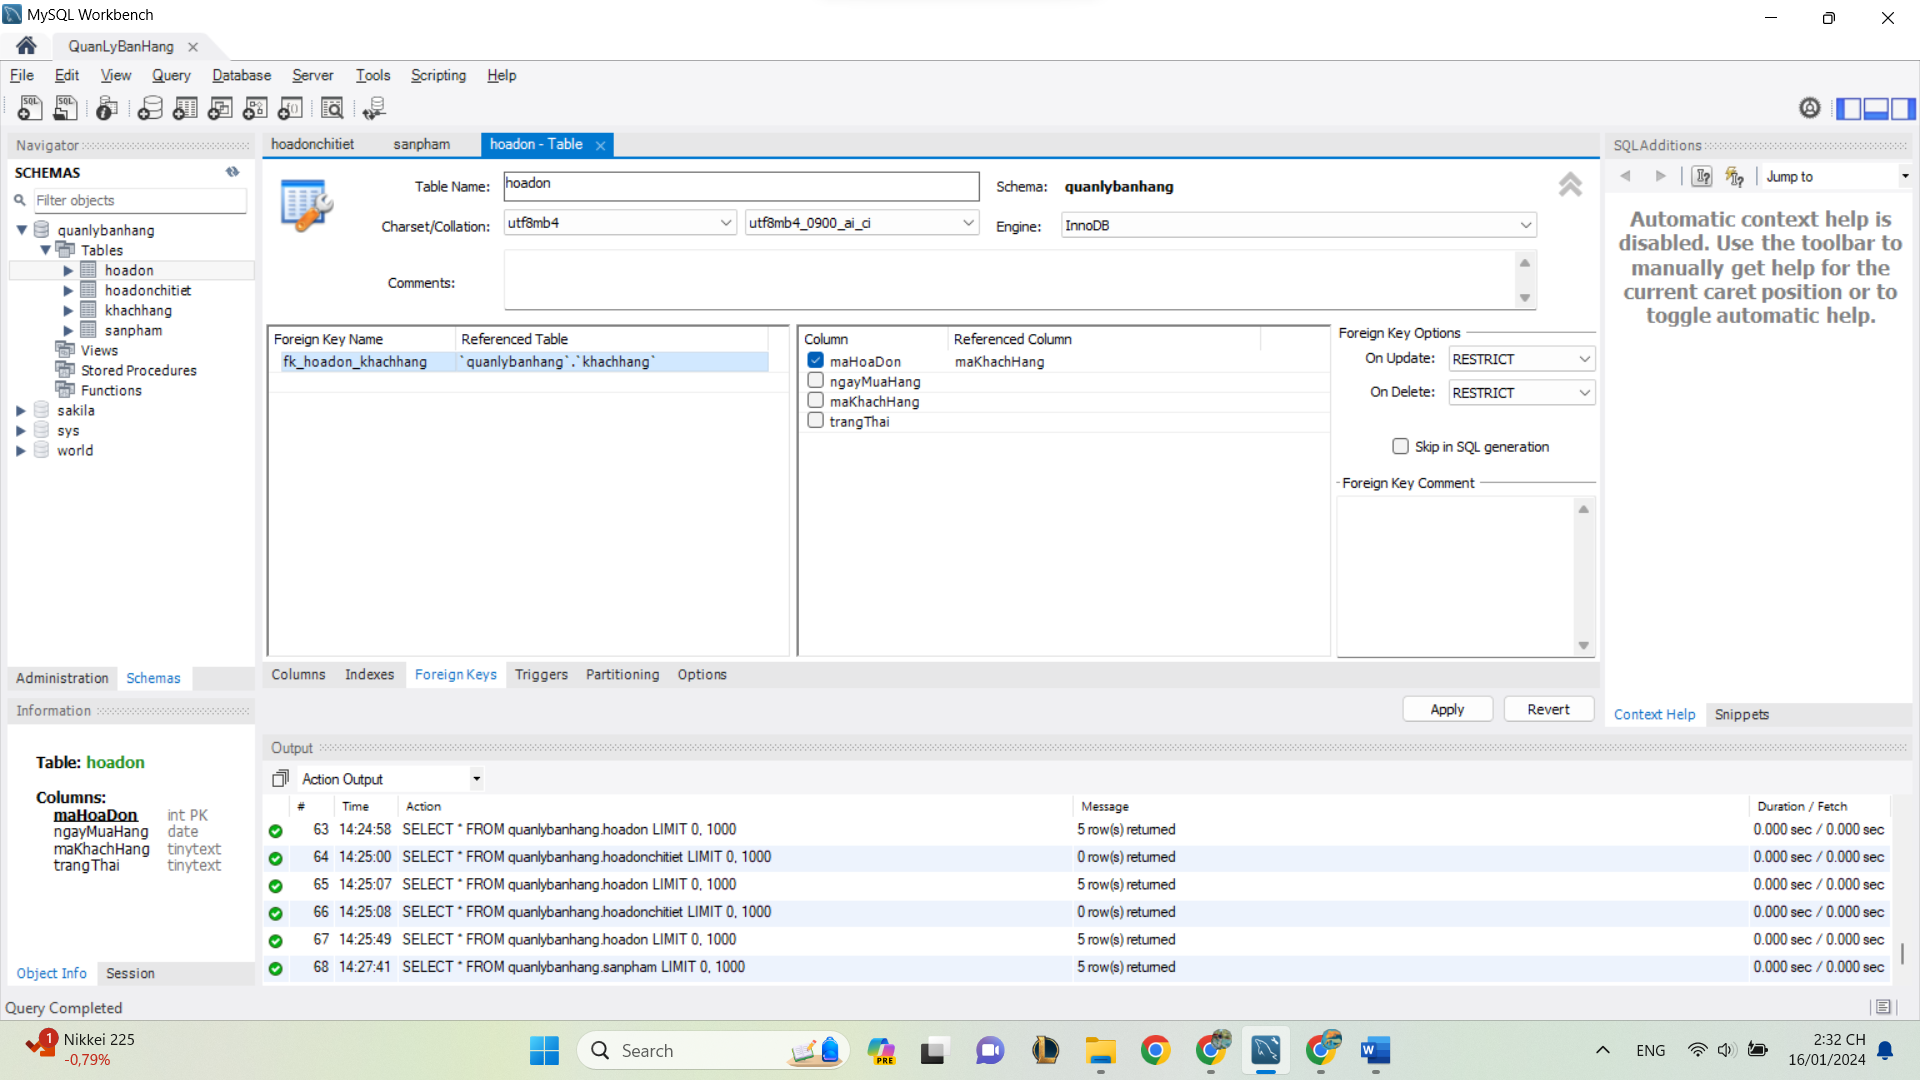 MySQL Workbench
QuanLyBanHang
File Edit View Query Database Server Tools Scripting Help
Navigator
SCHEMAS
Filter objects
quanlybanhang
Tables
hoadon
hoadonchitiet
khachhang
sanpham
Views
Stored Procedures
Functions
sakila
sys
world
Administration Schemas
Information
Table: hoadon
Columns:
maHoaDon int PK
ngayMuaHang date
maKhachHang tinytext
trangThai tinytext
Object Info Session
hoadonchitiet sanpham hoadon - Table
Table Name: hoadon Schema: quanlybanhang
Charset/Collation: utf8mb4 utf8mb4_0900_ai_ci Engine: InnoDB
Comments:
Foreign Key Name Referenced Table
fk_hoadon_khachhang `quanlybanhang`.`khachhang`
Column Referenced Column
maHoaDon maKhachHang
ngayMuaHang
maKhachHang
trangThai
Foreign Key Options
On Update: RESTRICT
On Delete: RESTRICT
Skip in SQL generation
Foreign Key Comment
Columns Indexes Foreign Keys Triggers Partitioning Options
Apply Revert
SQLAdditions
Jump to
Automatic context help is
disabled. Use the toolbar to
manually get help for the
current caret position or to
toggle automatic help.
Context Help Snippets
Output
Action Output
# Time Action Message Duration / Fetch
63 14:24:58 SELECT * FROM quanlybanhang.hoadon LIMIT 0, 1000 5 row(s) returned 0.000 sec / 0.000 sec
64 14:25:00 SELECT * FROM quanlybanhang.hoadonchitiet LIMIT 0, 1000 0 row(s) returned 0.000 sec / 0.000 sec
65 14:25:07 SELECT * FROM quanlybanhang.hoadon LIMIT 0, 1000 5 row(s) returned 0.000 sec / 0.000 sec
66 14:25:08 SELECT * FROM quanlybanhang.hoadonchitiet LIMIT 0, 1000 0 row(s) returned 0.000 sec / 0.000 sec
67 14:25:49 SELECT * FROM quanlybanhang.hoadon LIMIT 0, 1000 5 row(s) returned 0.000 sec / 0.000 sec
68 14:27:41 SELECT * FROM quanlybanhang.sanpham LIMIT 0, 1000 5 row(s) returned 0.000 sec / 0.000 sec
Query Completed
1 Nikkei 225
-0,79%
Search
PRE
ENG
2:32 CH
16/01/2024